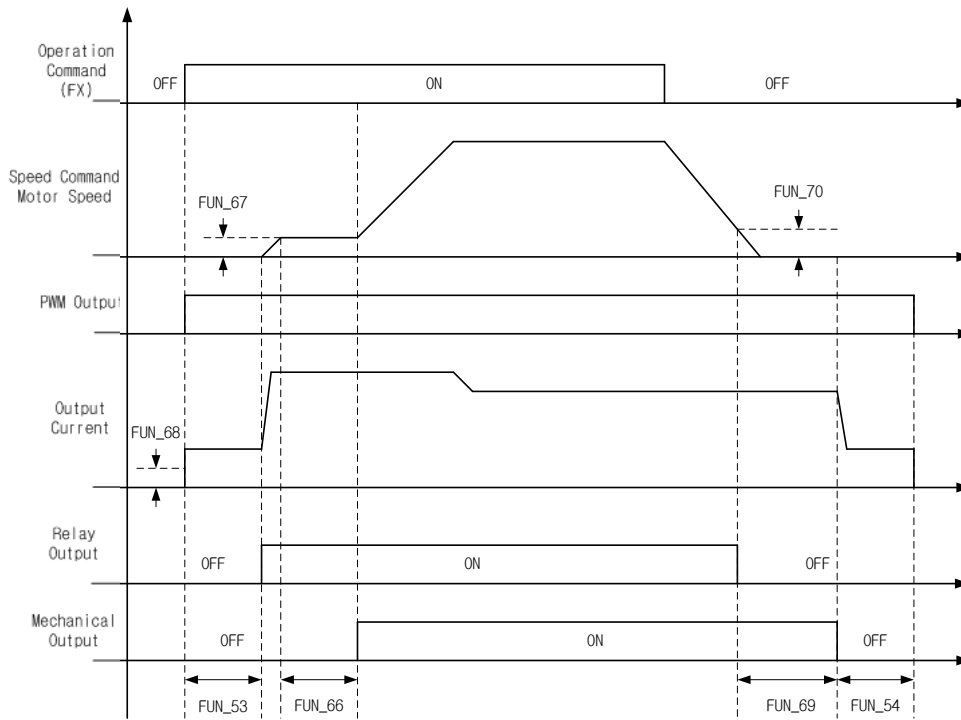 Operation
Command
(FX)
OFF
ON
OFF
Speed Command
Motor Speed
FUN_67
FUN_70
PWM Output
Output
Current
FUN_68
Relay
Output
OFF
ON
OFF
Mechanical
Output
OFF
ON
OFF
FUN_53
FUN_66
FUN_69
FUN_54